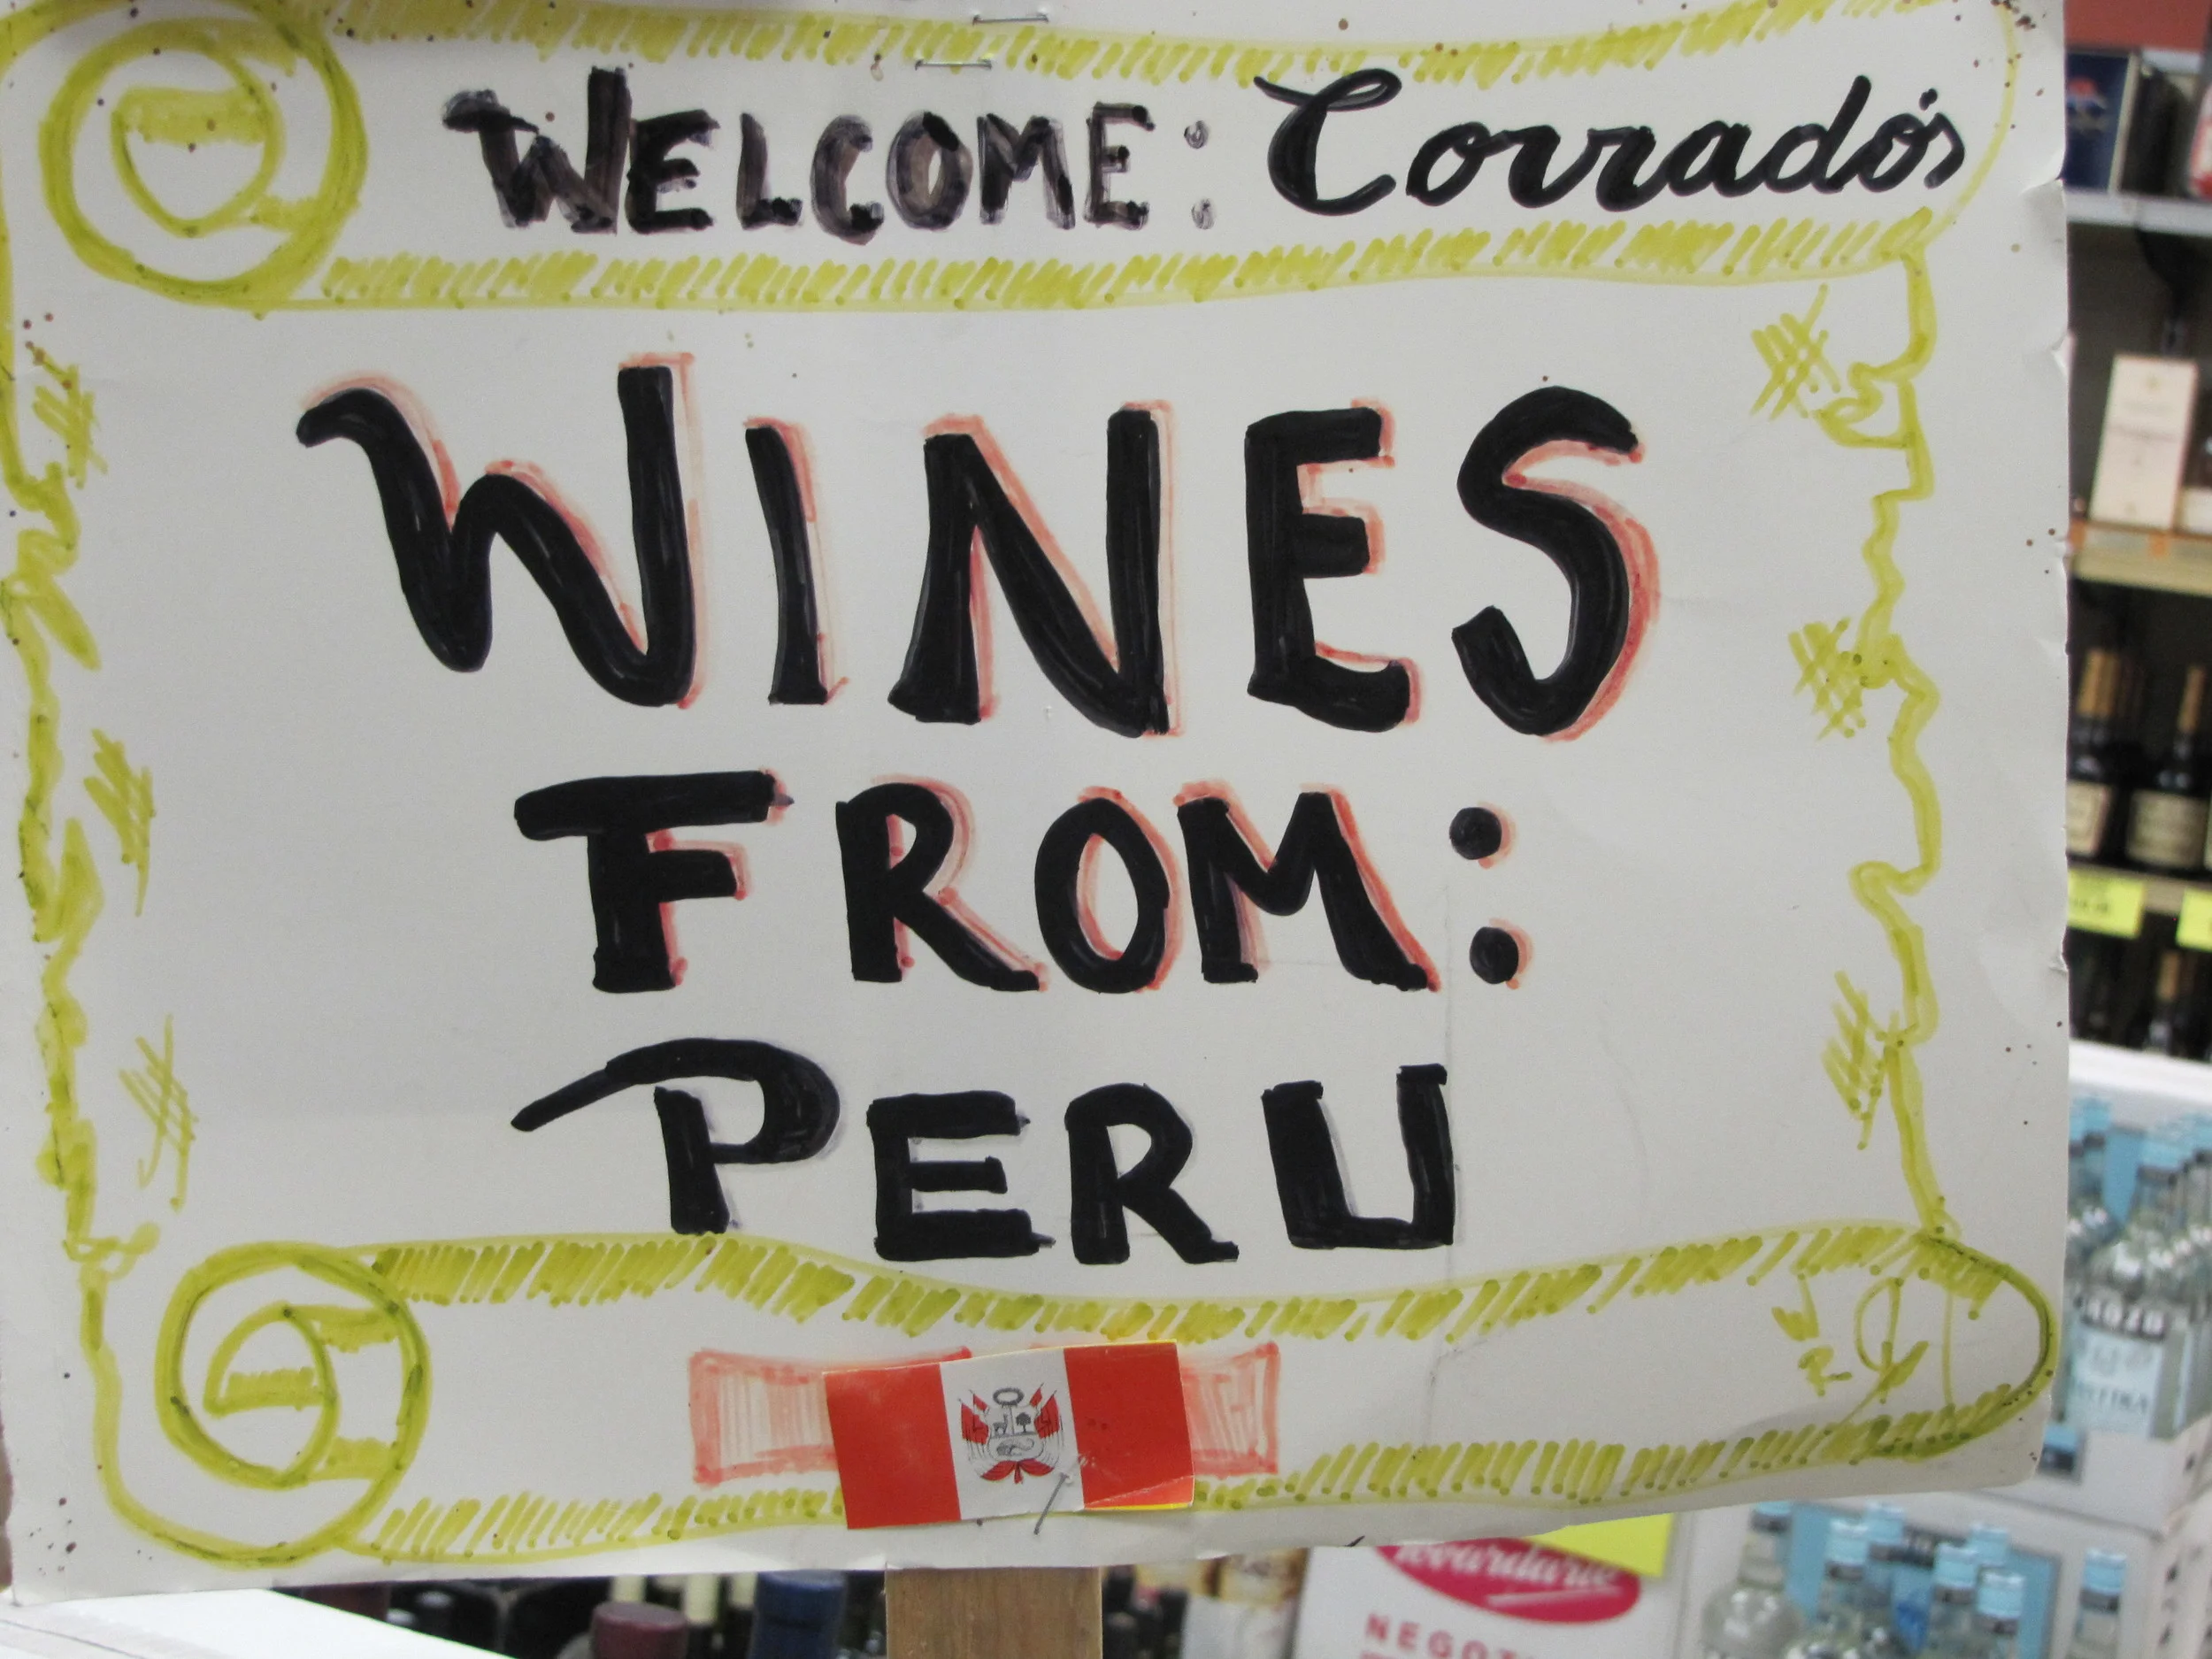 WELCOME: Corrado's
WINES
FROM:
PERU